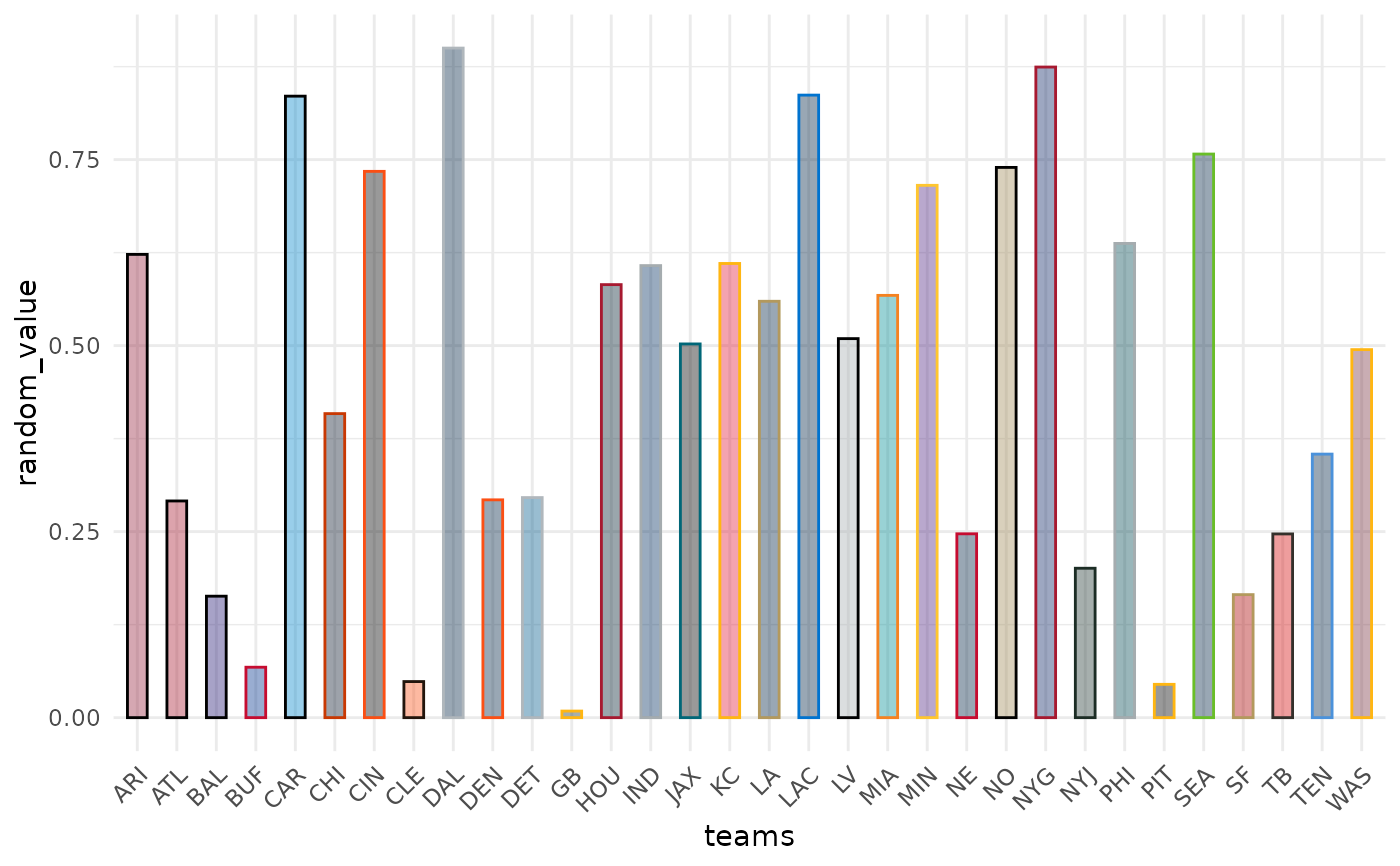 random_value
0.75
0.50
0.25
0.00
ARI
ATL
BAL
BUF
CAR
CHI
CIN
CLE
DAL
DEN
DET
GB
HOU
IND
JAX
KC
LA
LAC
LV
MIA
MIN
NE
NO
NYG
NYJ
PHI
PIT
SEA
SF
TB
TEN
WAS
teams